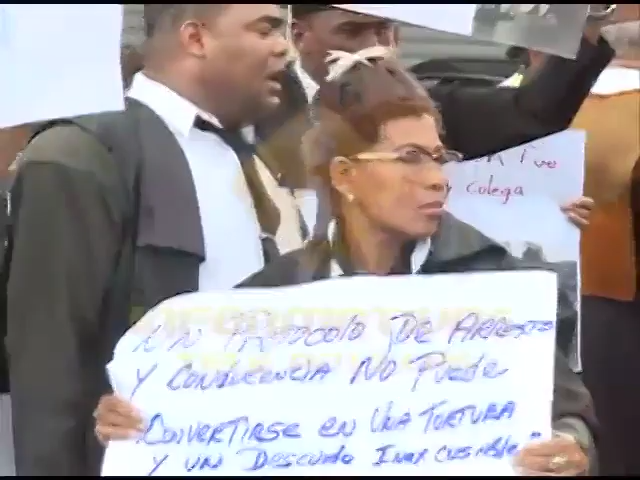 y colega
UN PROTOCOLO DE ARRESTO
Y CONDUCENCIA NO PUEDE
CONVERTIRSE EN UNA TORTURA
Y UN DESCUIDO INEXCUSABLE"